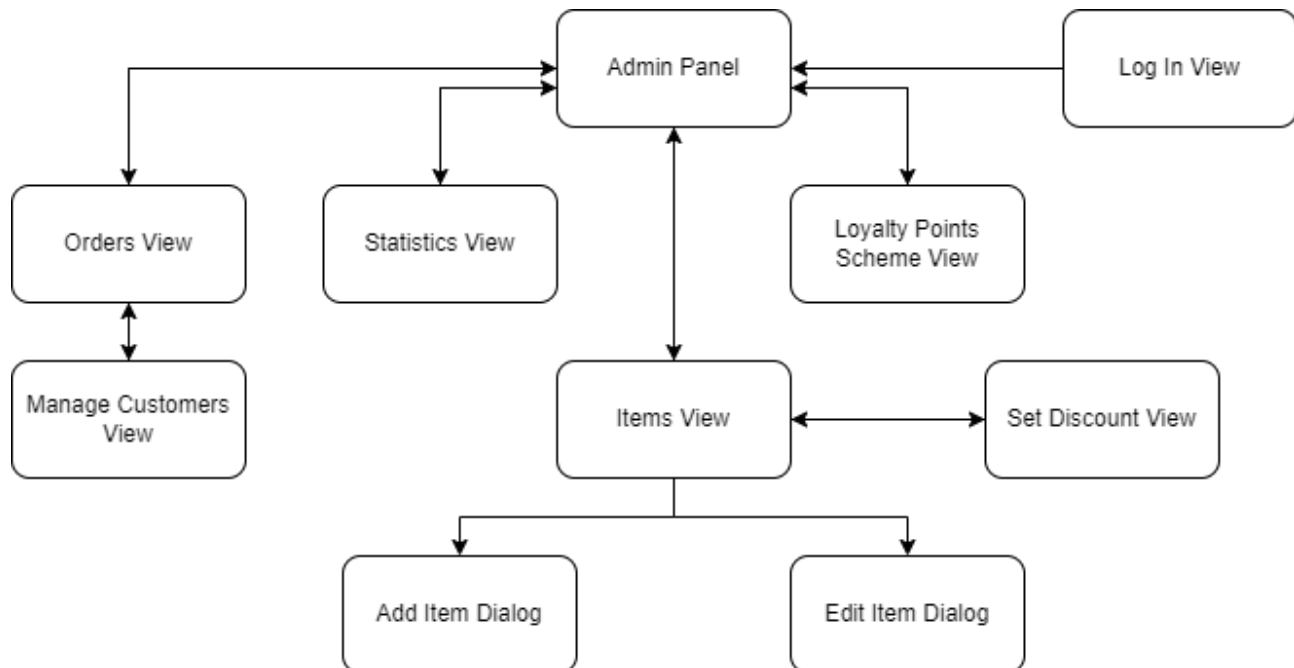 Admin Panel
Log In View
Orders View
Statistics View
Loyalty Points
Scheme View
Manage Customers
View
Items View
Set Discount View
Add Item Dialog
Edit Item Dialog